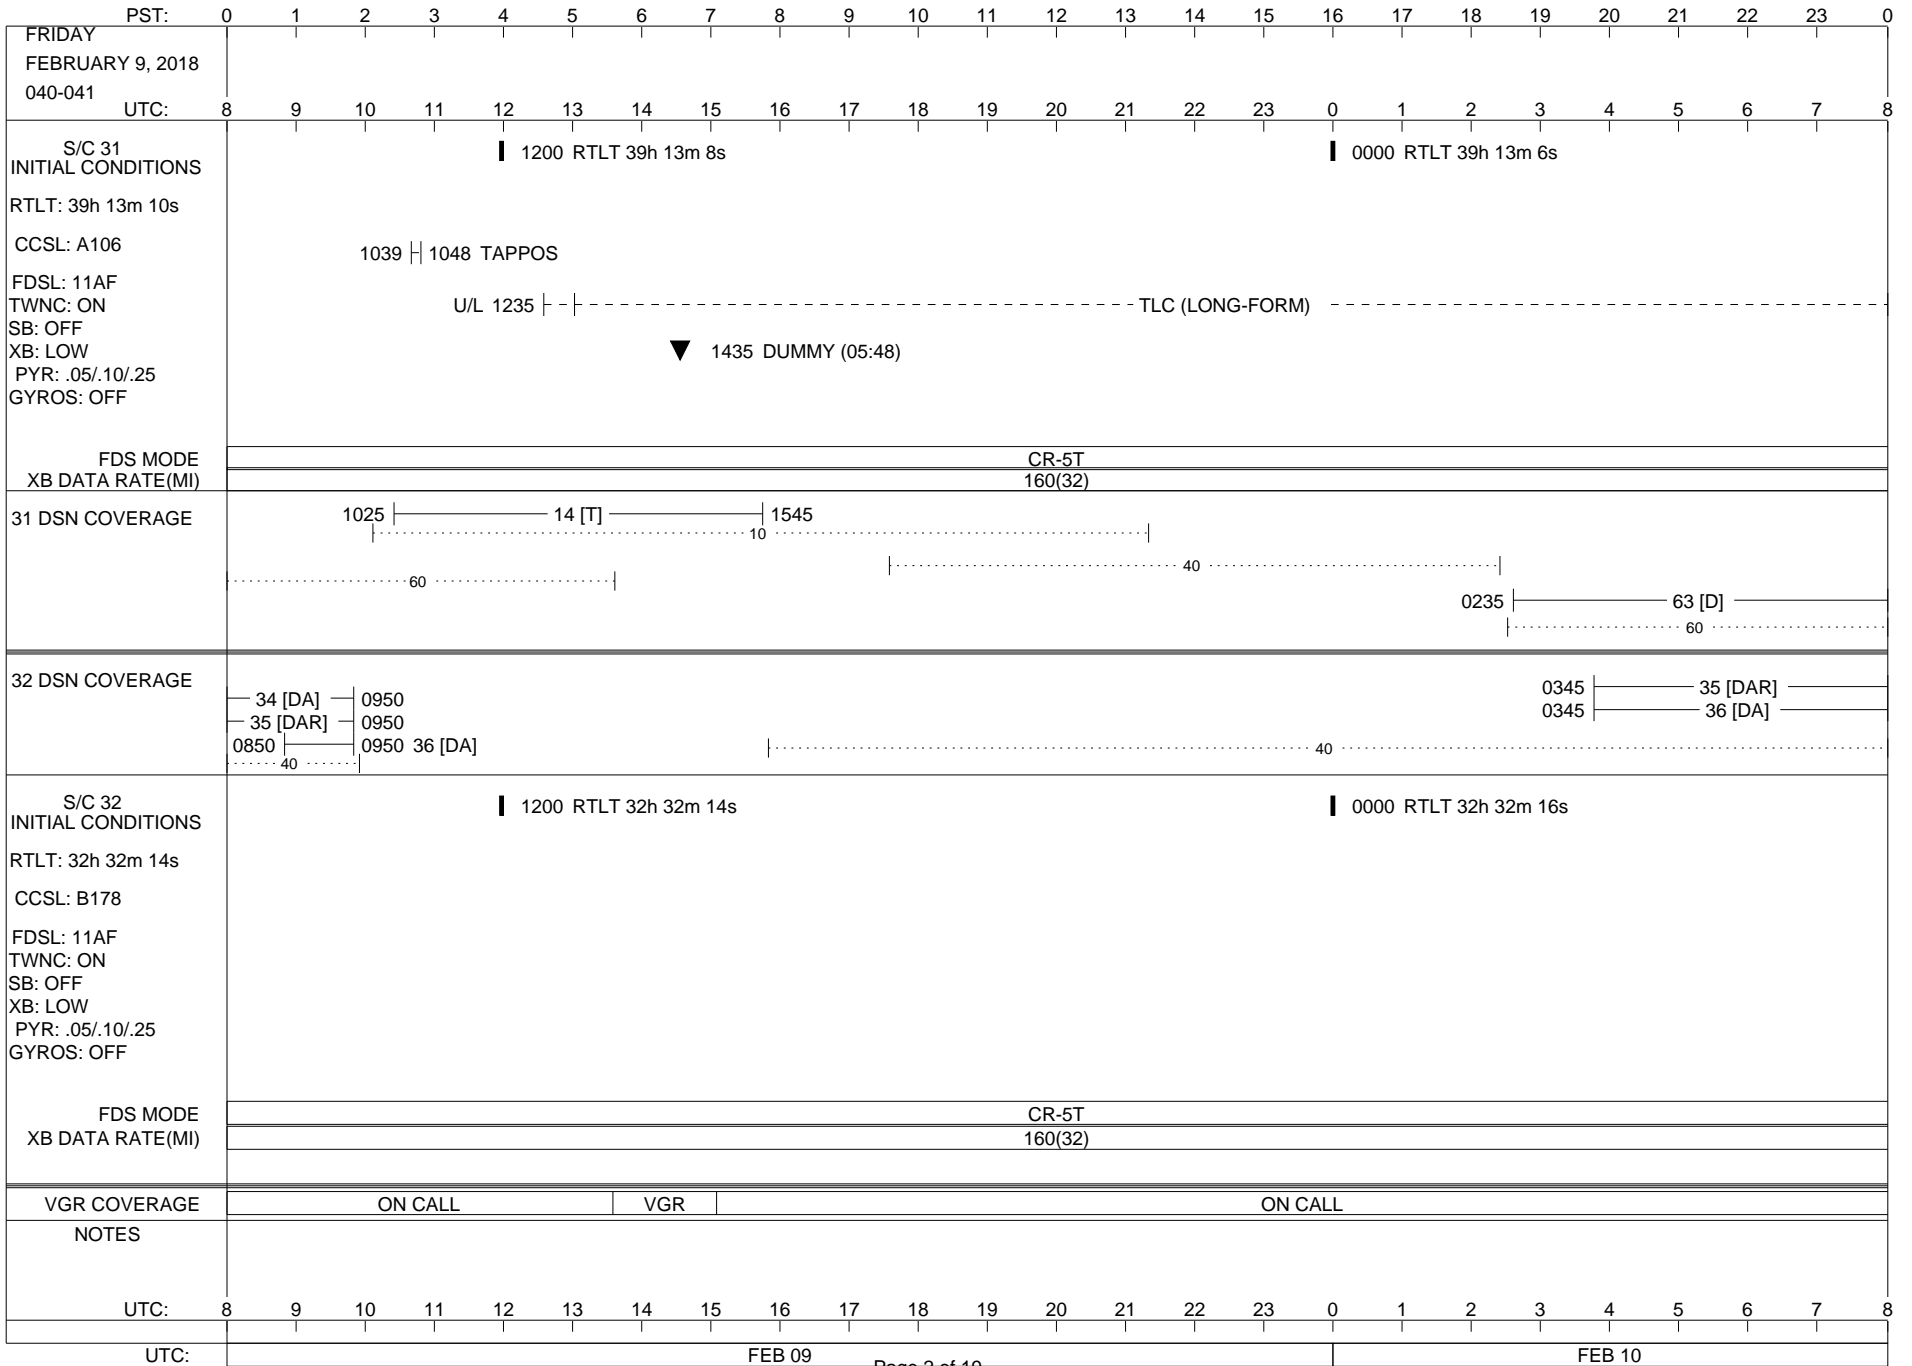 PST: 0 1 2 3 4 5 6 7 8 9 10 11 12 13 14 15 16 17 18 19 20 21 22 23 0
FRIDAY
FEBRUARY 9, 2018
040-041
UTC: 8 9 10 11 12 13 14 15 16 17 18 19 20 21 22 23 0 1 2 3 4 5 6 7 8
S/C 31
INITIAL CONDITIONS
1200 RTLT 39h 13m 8s
0000 RTLT 39h 13m 6s
RTLT: 39h 13m 10s
CCSL: A106
1039 1048 TAPPOS
FDSL: 11AF
TWNC: ON
U/L 1235 TLC (LONG-FORM)
SB: OFF
XB: LOW
1435 DUMMY (05:48)
PYR: .05/.10/.25
GYROS: OFF
FDS MODE CR-5T
XB DATA RATE(MI) 160(32)
31 DSN COVERAGE
1025 14 [T] 1545
10
40
60
0235 63 [D]
60
32 DSN COVERAGE
34 [DA] 0950
35 [DAR] 0950
0850 0950 36 [DA]
40
0345 35 [DAR]
0345 36 [DA]
40
S/C 32
INITIAL CONDITIONS
1200 RTLT 32h 32m 14s
0000 RTLT 32h 32m 16s
RTLT: 32h 32m 14s
CCSL: B178
FDSL: 11AF
TWNC: ON
SB: OFF
XB: LOW
PYR: .05/.10/.25
GYROS: OFF
FDS MODE CR-5T
XB DATA RATE(MI) 160(32)
VGR COVERAGE ON CALL VGR ON CALL
NOTES
UTC: 8 9 10 11 12 13 14 15 16 17 18 19 20 21 22 23 0 1 2 3 4 5 6 7 8
UTC: FEB 09 FEB 10